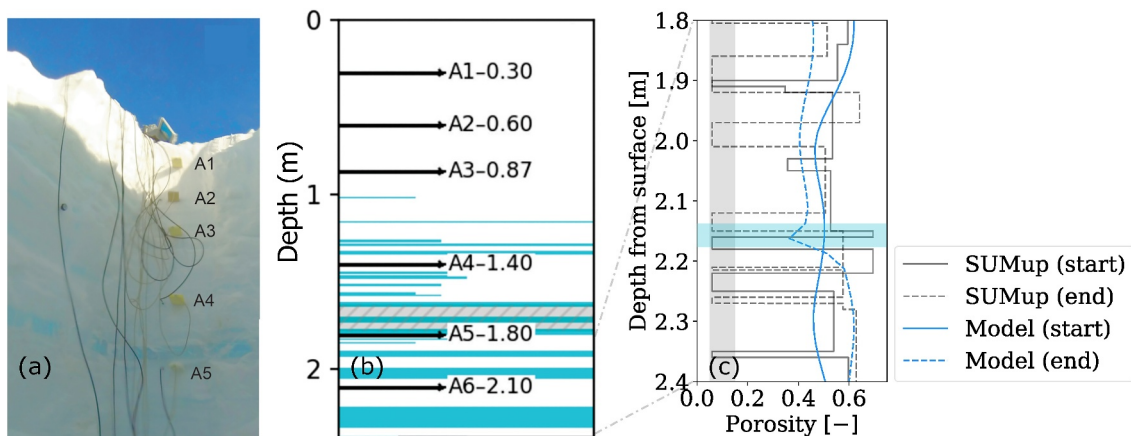 A1
A2
A3
A4
A5
(a)
Depth (m)
0
1
2
A1–0.30
A2–0.60
A3–0.87
A4–1.40
A5–1.80
A6–2.10
(b)
Depth from surface [m]
1.8
1.9
2.0
2.1
2.2
2.3
2.4
0.0 0.2 0.4 0.6
Porosity [−]
(c)
SUMup (start)
SUMup (end)
Model (start)
Model (end)